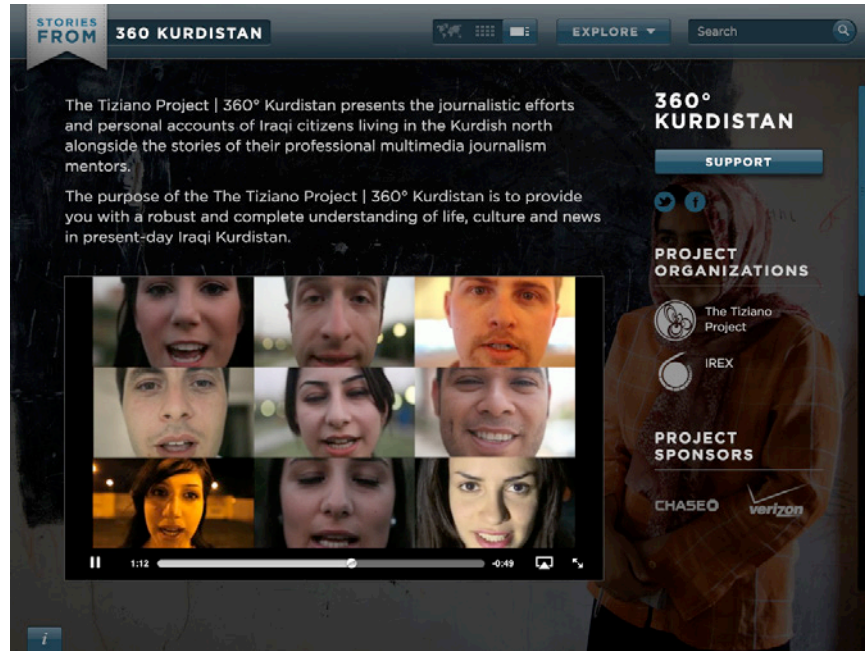 STORIES
FROM
360 KURDISTAN
EXPLORE
Search
The Tiziano Project | 360° Kurdistan presents the journalistic efforts
and personal accounts of Iraqi citizens living in the Kurdish north
alongside the stories of their professional multimedia journalism
mentors.
The purpose of the The Tiziano Project | 360° Kurdistan is to provide
you with a robust and complete understanding of life, culture and news
in present-day Iraqi Kurdistan.
1:12
-0:49
360°
KURDISTAN
SUPPORT
PROJECT
ORGANIZATIONS
The Tiziano
Project
IREX
PROJECT
SPONSORS
CHASE
verizon
i